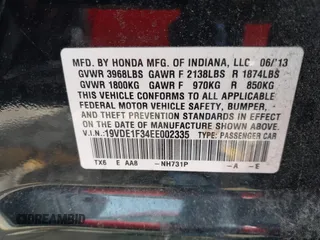 MFD. BY HONDA MFG. OF INDIANA, LLC 06/13
GVWR 3968LBS GAWR F 2138LBS R 1874LBS
GVWR 1800KG GAWR F 970KG R 850KG
THIS VEHICLE CONFORMS TO ALL APPLICABLE
FEDERAL MOTOR VEHICLE SAFETY, BUMPER,
AND THEFT PREVENTION STANDARDS IN EFFECT ON
THE DATE OF MANUFACTURE SHOWN ABOVE.
V.I.N.:19VDE1F34EE002335 TYPE: PASSENGER CAR
TX6 E AA8 -NH731P -A -E
DREAMBID